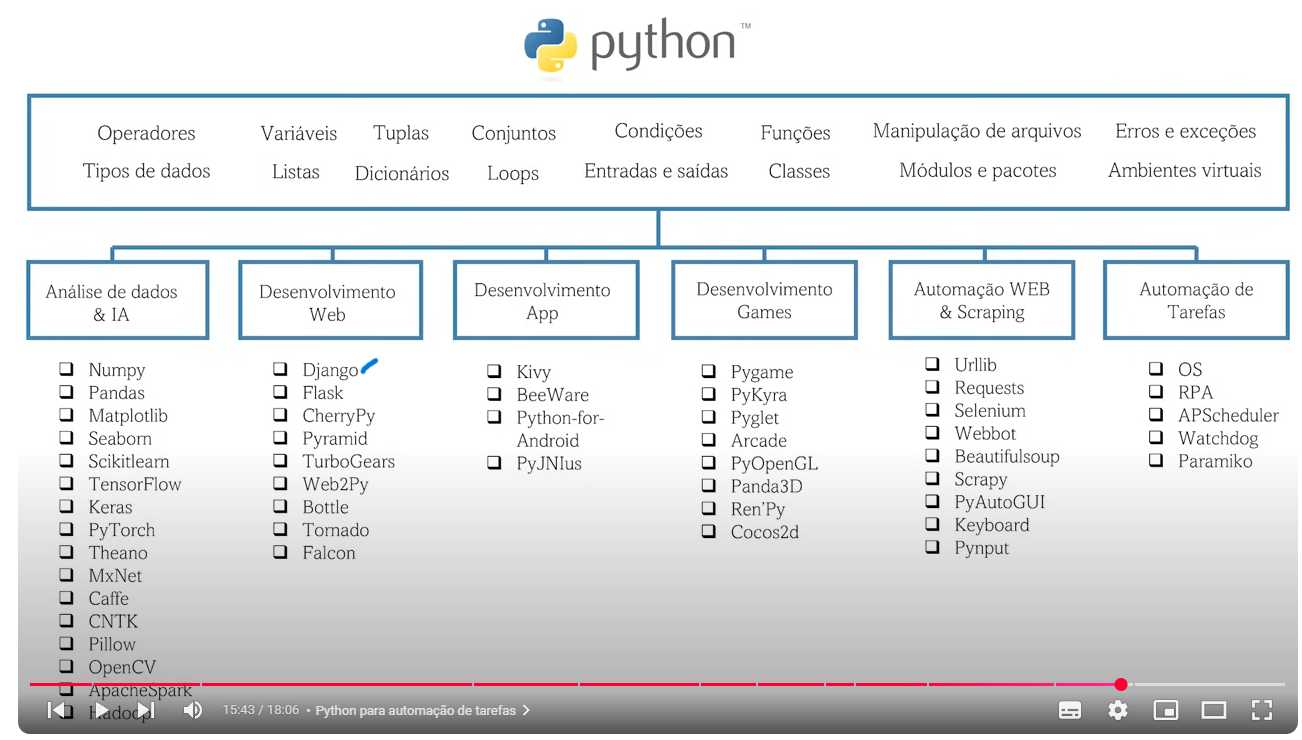 python™
Operadores Variáveis Tuplas Conjuntos Condições Funções Manipulação de arquivos Erros e exceções
Tipos de dados Listas Dicionários Loops Entradas e saídas Classes Módulos e pacotes Ambientes virtuais
Análise de dados
& IA
Numpy
Pandas
Matplotlib
Seaborn
Scikitlearn
TensorFlow
Keras
PyTorch
Theano
MxNet
Caffe
CNTK
Pillow
OpenCV
ApacheSpark
Hadoop
Desenvolvimento
Web
Django
Flask
CherryPy
Pyramid
TurboGears
Web2Py
Bottle
Tornado
Falcon
Desenvolvimento
App
Kivy
BeeWare
Python-for-
Android
PyJNIus
Desenvolvimento
Games
Pygame
PyKyra
Pyglet
Arcade
PyOpenGL
Panda3D
Ren'Py
Cocos2d
Automação WEB
& Scraping
Urllib
Requests
Selenium
Webbot
Beautifulsoup
Scrapy
PyAutoGUI
Keyboard
Pynput
Automação de
Tarefas
OS
RPA
APScheduler
Watchdog
Paramiko
15:43 / 18:06 • Python para automação de tarefas